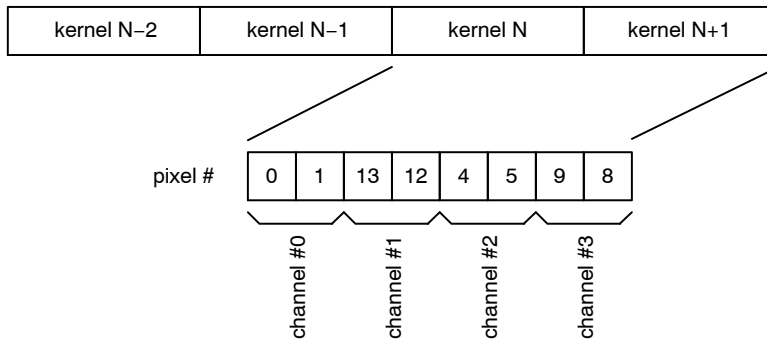 kernel N−2 kernel N−1 kernel N kernel N+1
pixel # 0 1 13 12 4 5 9 8
channel #0 channel #1 channel #2 channel #3